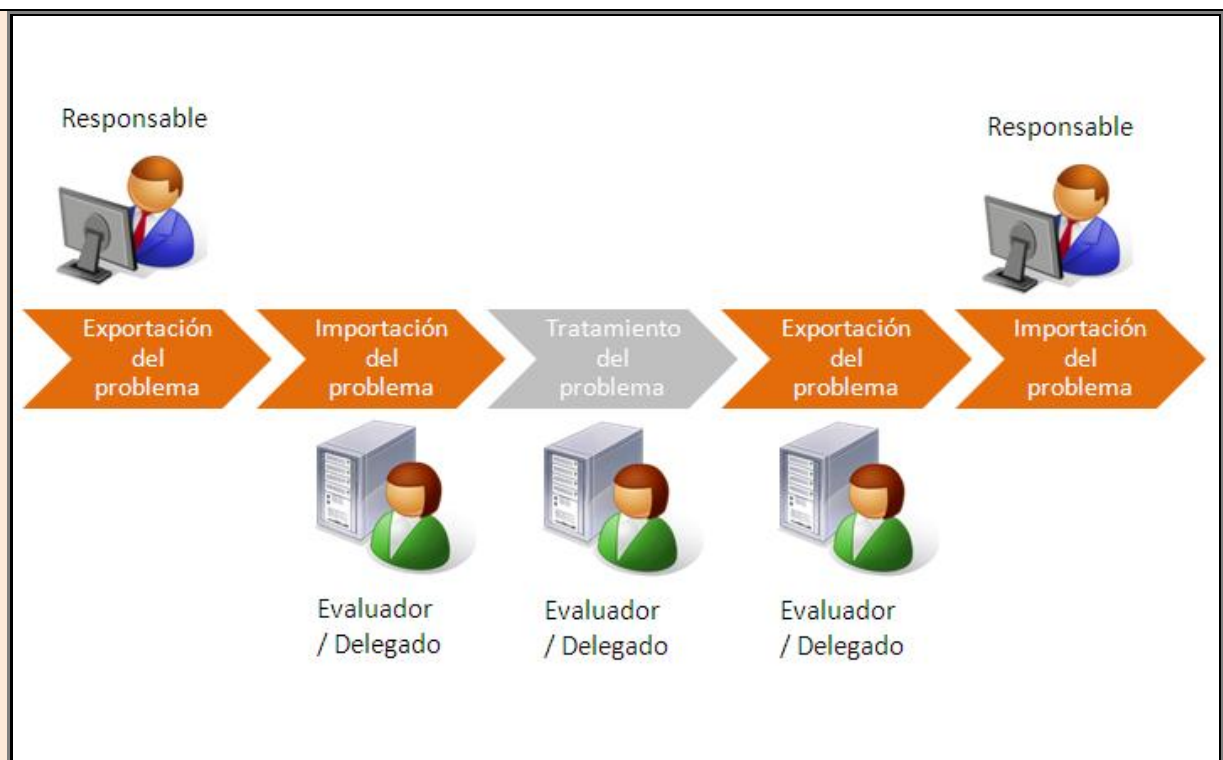 Responsable
Responsable
Exportación
del
problema
Importación
del
problema
Tratamiento
del
problema
Exportación
del
problema
Importación
del
problema
Evaluador
/ Delegado
Evaluador
/ Delegado
Evaluador
/ Delegado